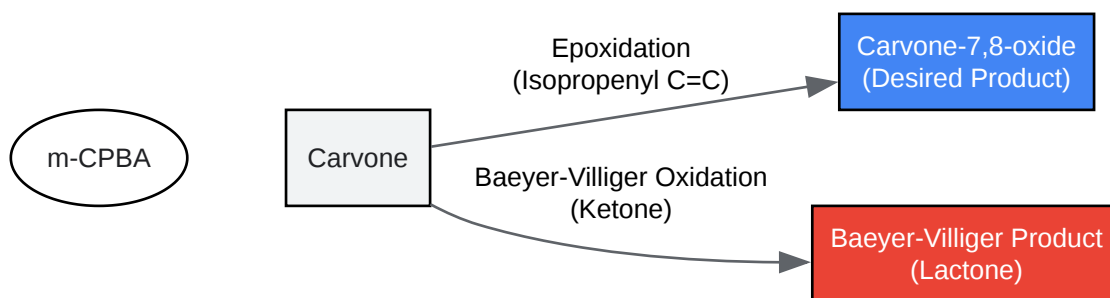 m-CPBA
Carvone
Epoxidation
(Isopropenyl C=C)
Carvone-7,8-oxide
(Desired Product)
Baeyer-Villiger Oxidation
(Ketone)
Baeyer-Villiger Product
(Lactone)